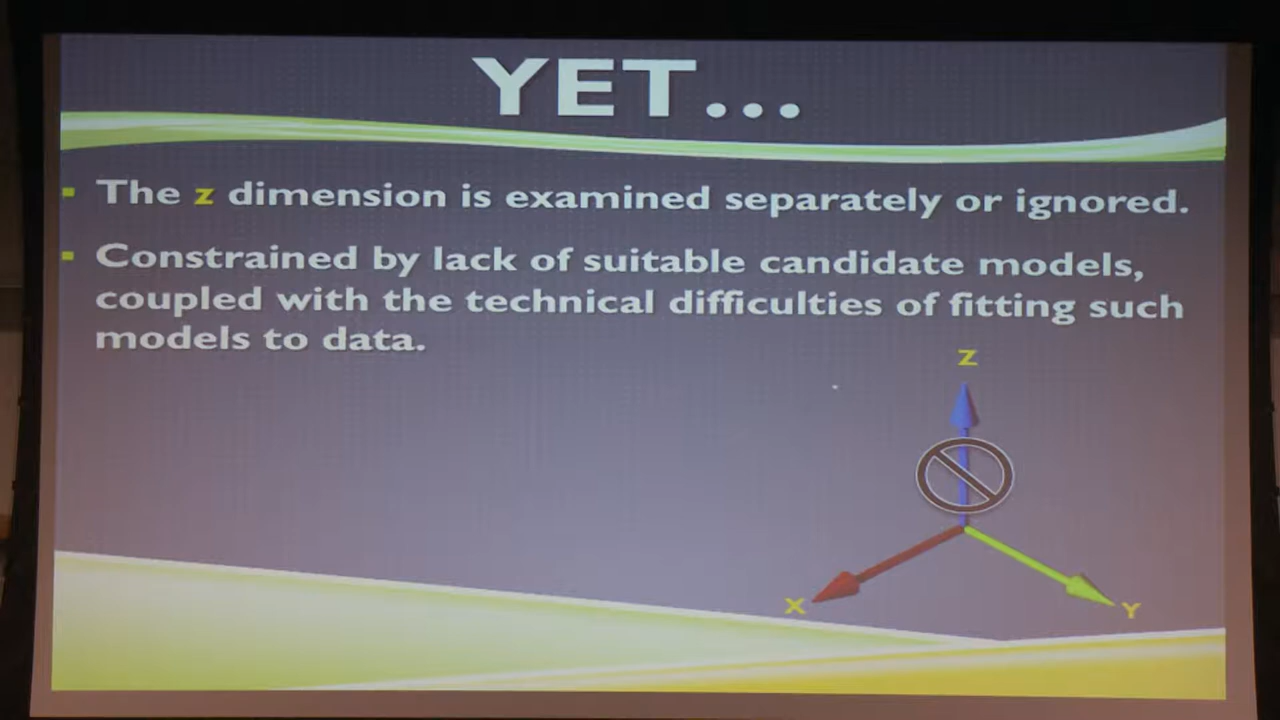 YET...
The z dimension is examined separately or ignored.
Constrained by lack of suitable candidate models,
coupled with the technical difficulties of fitting such
models to data.
Z
X
Y